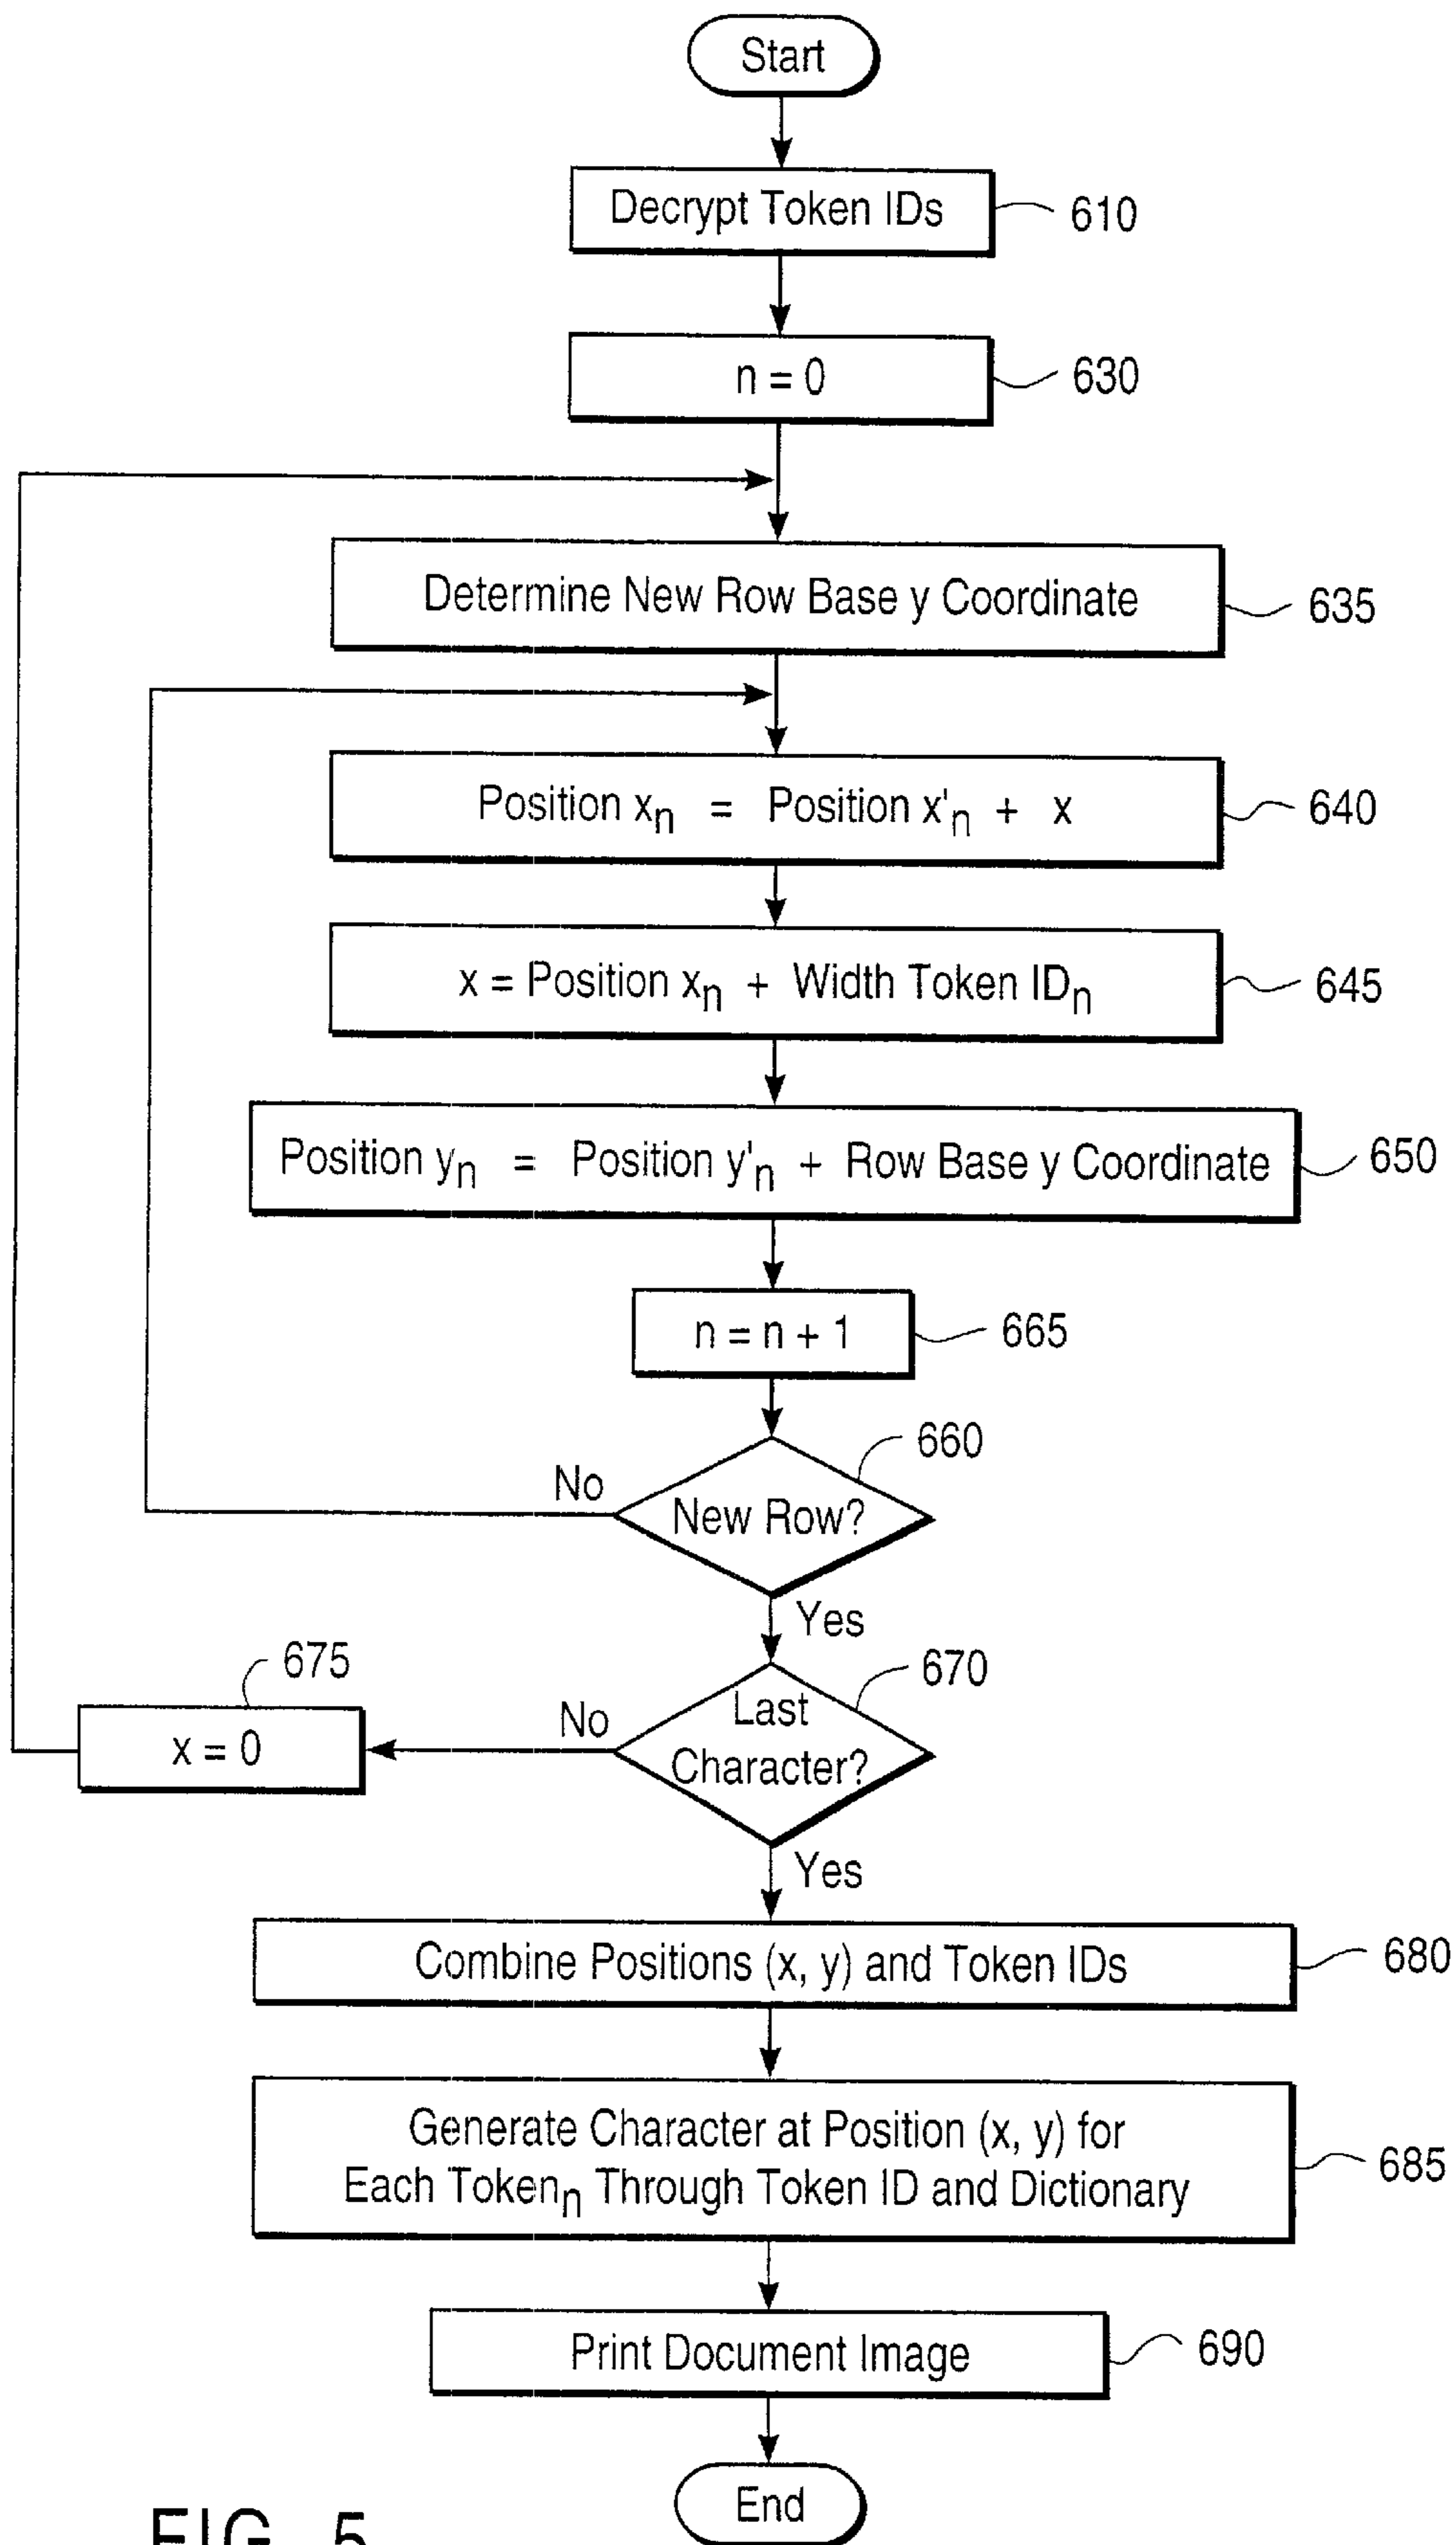 Start
Decrypt Token IDs
610
n = 0
630
Determine New Row Base y Coordinate
635
Position xn = Position x'n + x
640
x = Position xn + Width Token IDn
645
Position yn = Position y'n + Row Base y Coordinate
650
n = n + 1
665
660
No
New Row?
Yes
675
670
x = 0
No
Last
Character?
Yes
Combine Positions (x, y) and Token IDs
680
Generate Character at Position (x, y) for
Each Tokenn Through Token ID and Dictionary
685
Print Document Image
690
End
FIG. 5